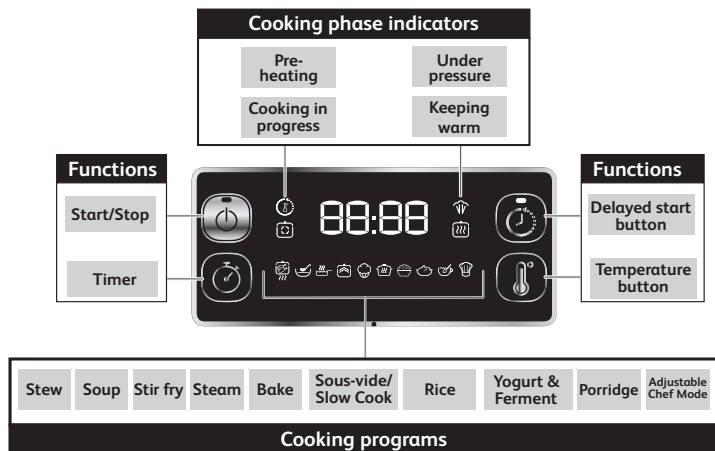 Cooking phase indicators
Pre-
heating
Under
pressure
Cooking in
progress
Keeping
warm
Functions
Start/Stop
Timer
88:88
Functions
Delayed start
button
Temperature
button
Stew
Soup
Stir fry
Steam
Bake
Sous-vide/
Slow Cook
Rice
Yogurt &
Ferment
Porridge
Adjustable
Chef Mode
Cooking programs